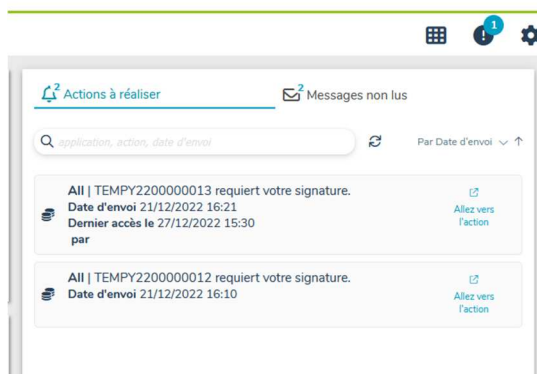 1
2 Actions à réaliser
2 Messages non lus
application, action, date d'envoi
Par Date d'envoi
All | TEMPY2200000013 requiert votre signature.
Date d'envoi 21/12/2022 16:21
Dernier accès le 27/12/2022 15:30
par
Allez vers
l'action
All | TEMPY2200000012 requiert votre signature.
Date d'envoi 21/12/2022 16:10
Allez vers
l'action